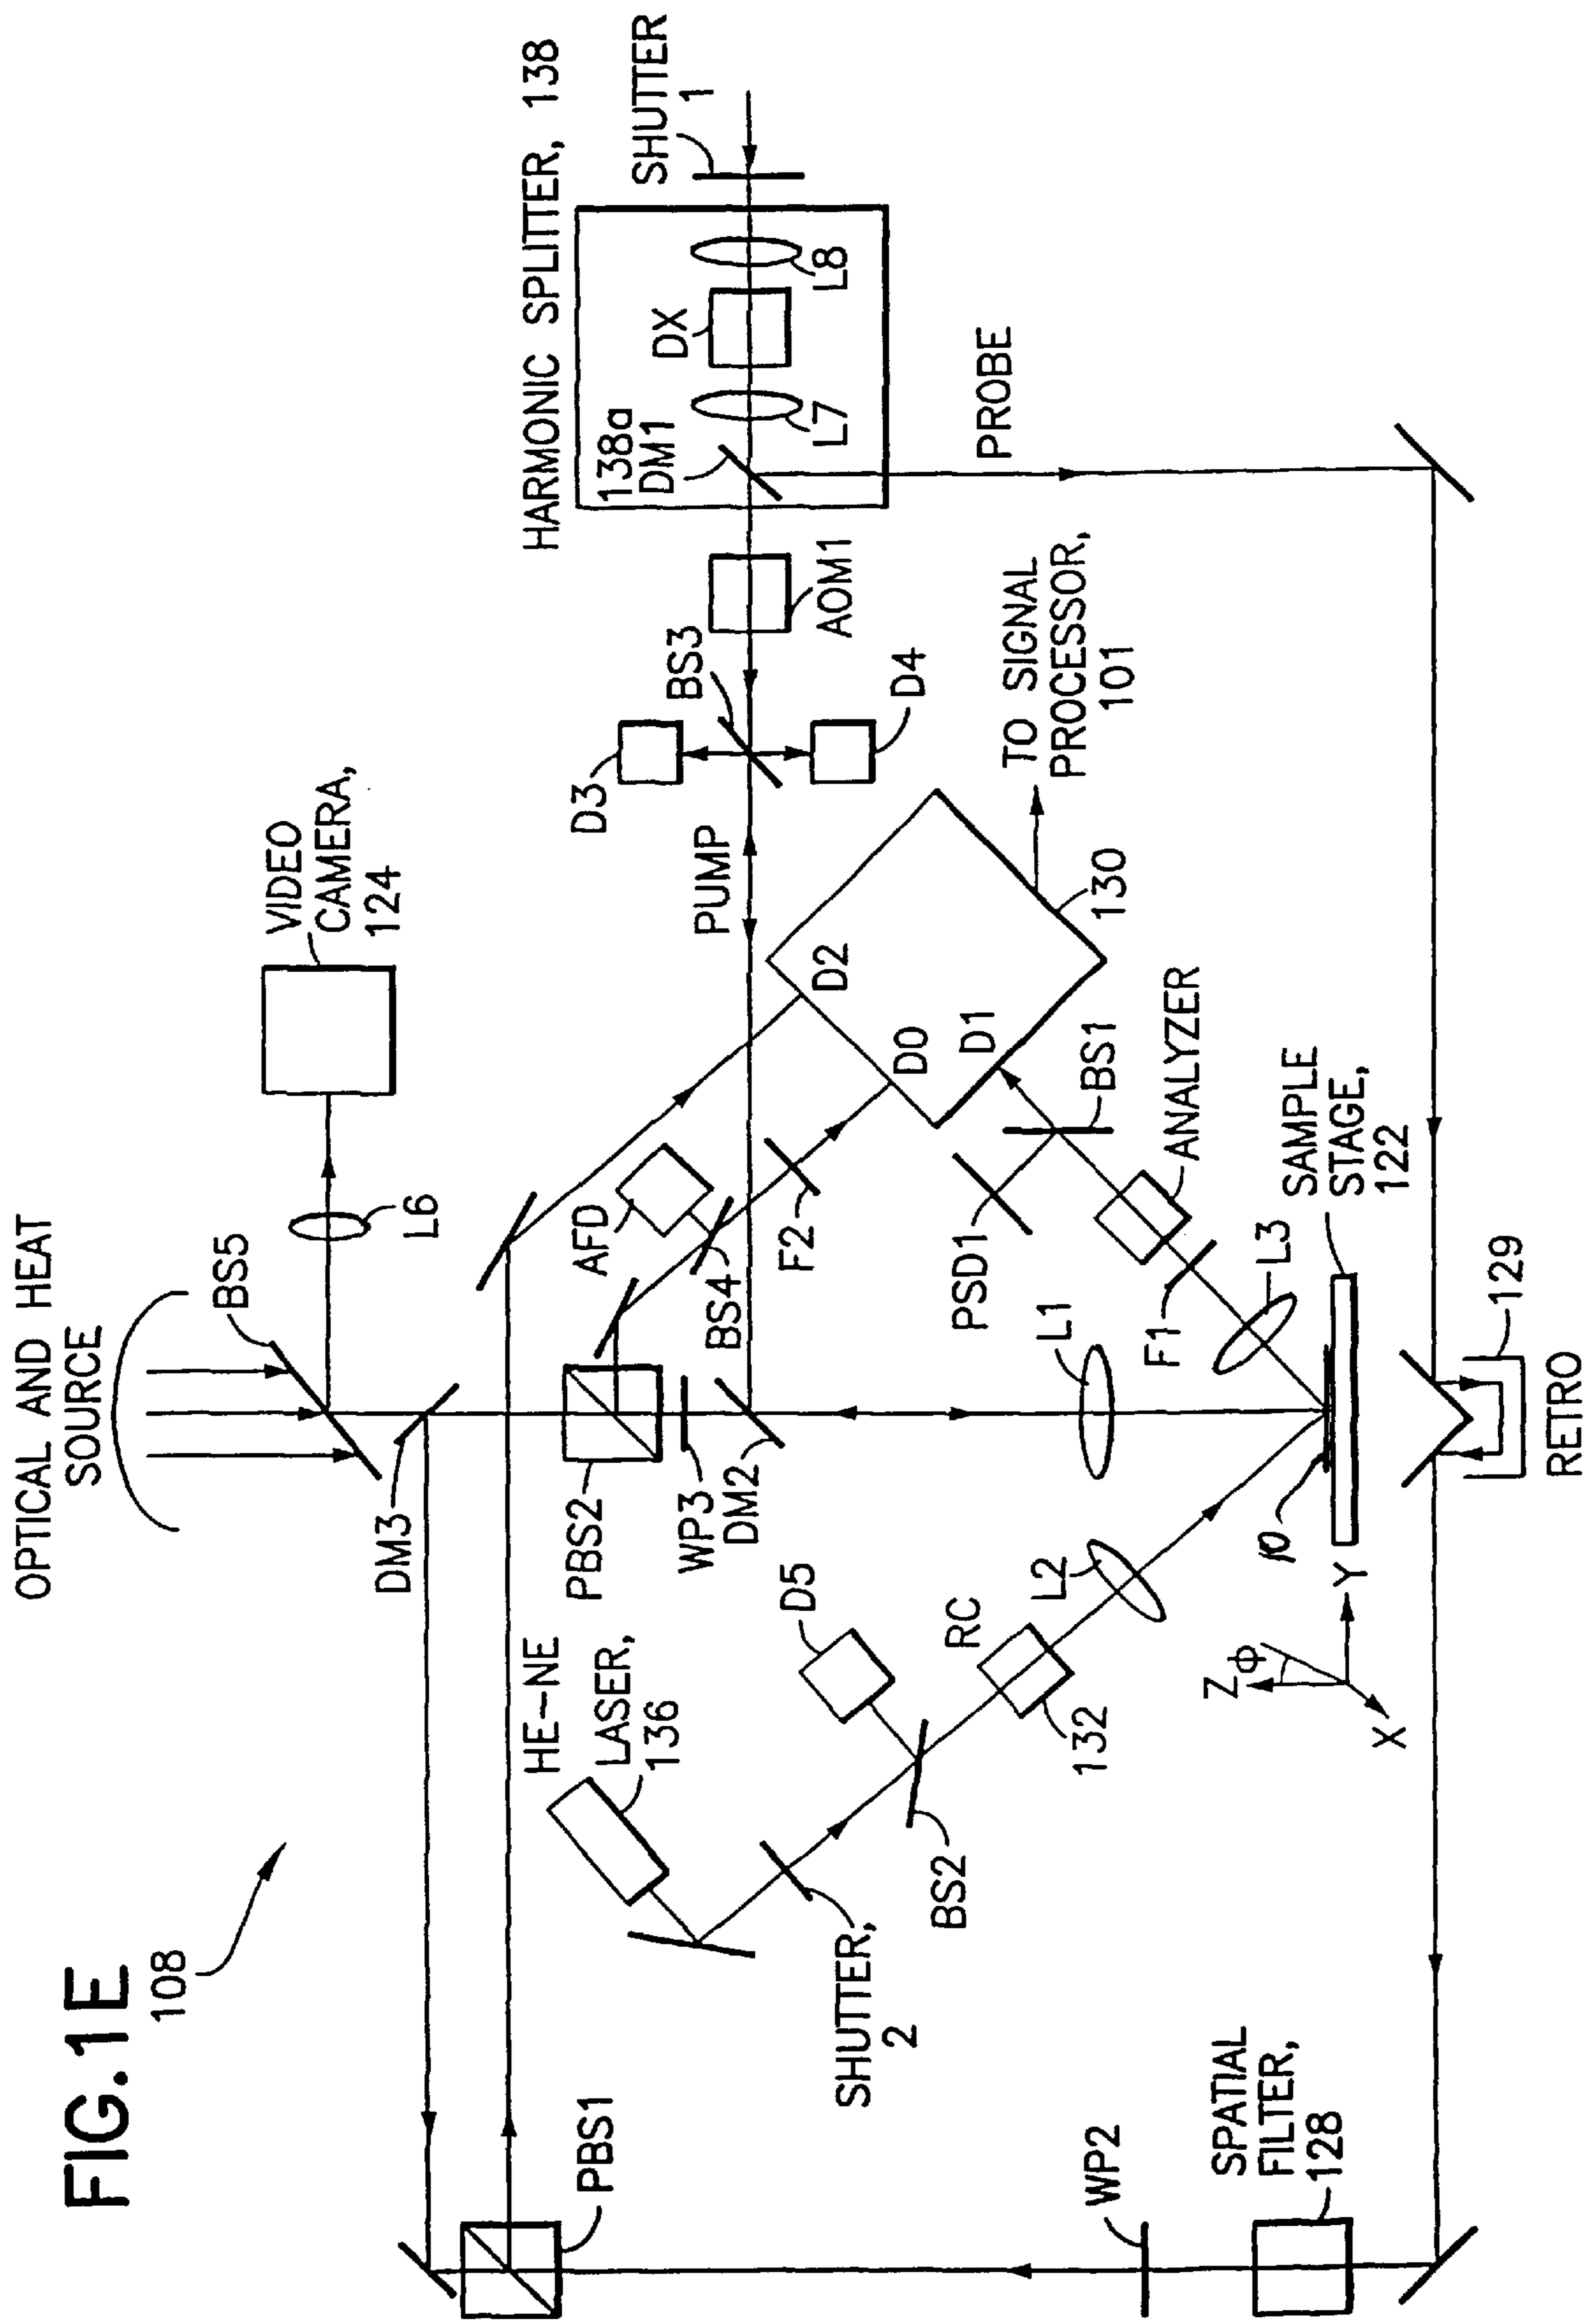 FIG.1E
108
OPTICAL AND HEAT
SOURCE
BS5
L6
VIDEO
CAMERA,
124
DM3
HE-NE
LASER,
136
PBS2
WP3
DM2
AFD
BS4
F2
PUMP
D3
BS3
D4
AOM1
HARMONIC SPLITTER, 138
138a
DM1
L7
DX
L8
SHUTTER
1
PROBE
D2
D0
D1
130
TO SIGNAL
PROCESSOR,
101
PBS1
SHUTTER,
2
BS2
D5
RC
132
L2
L1
PSD1
BS1
ANALYZER
F1
L3
SAMPLE
STAGE,
122
10
Z
Φ
Y
X
WP2
SPATIAL
FILTER,
128
129
RETRO